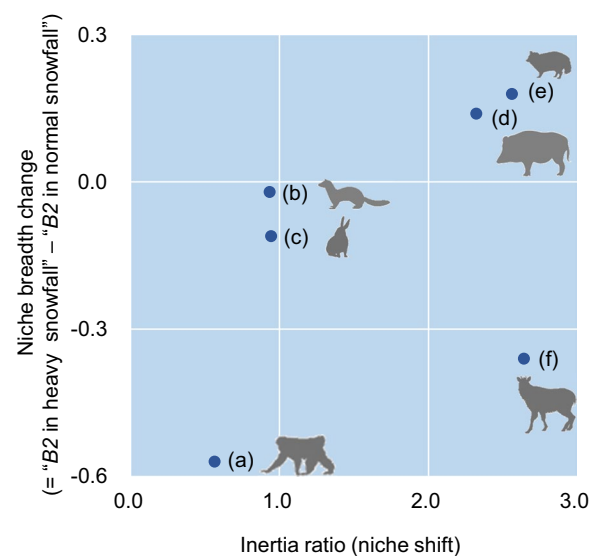 Niche breadth change
(= “B2 in heavy snowfall” – “B2 in normal snowfall”)
0.3
0.0
-0.3
-0.6
(e)
(d)
(b)
(c)
(f)
(a)
0.0
1.0
2.0
3.0
Inertia ratio (niche shift)